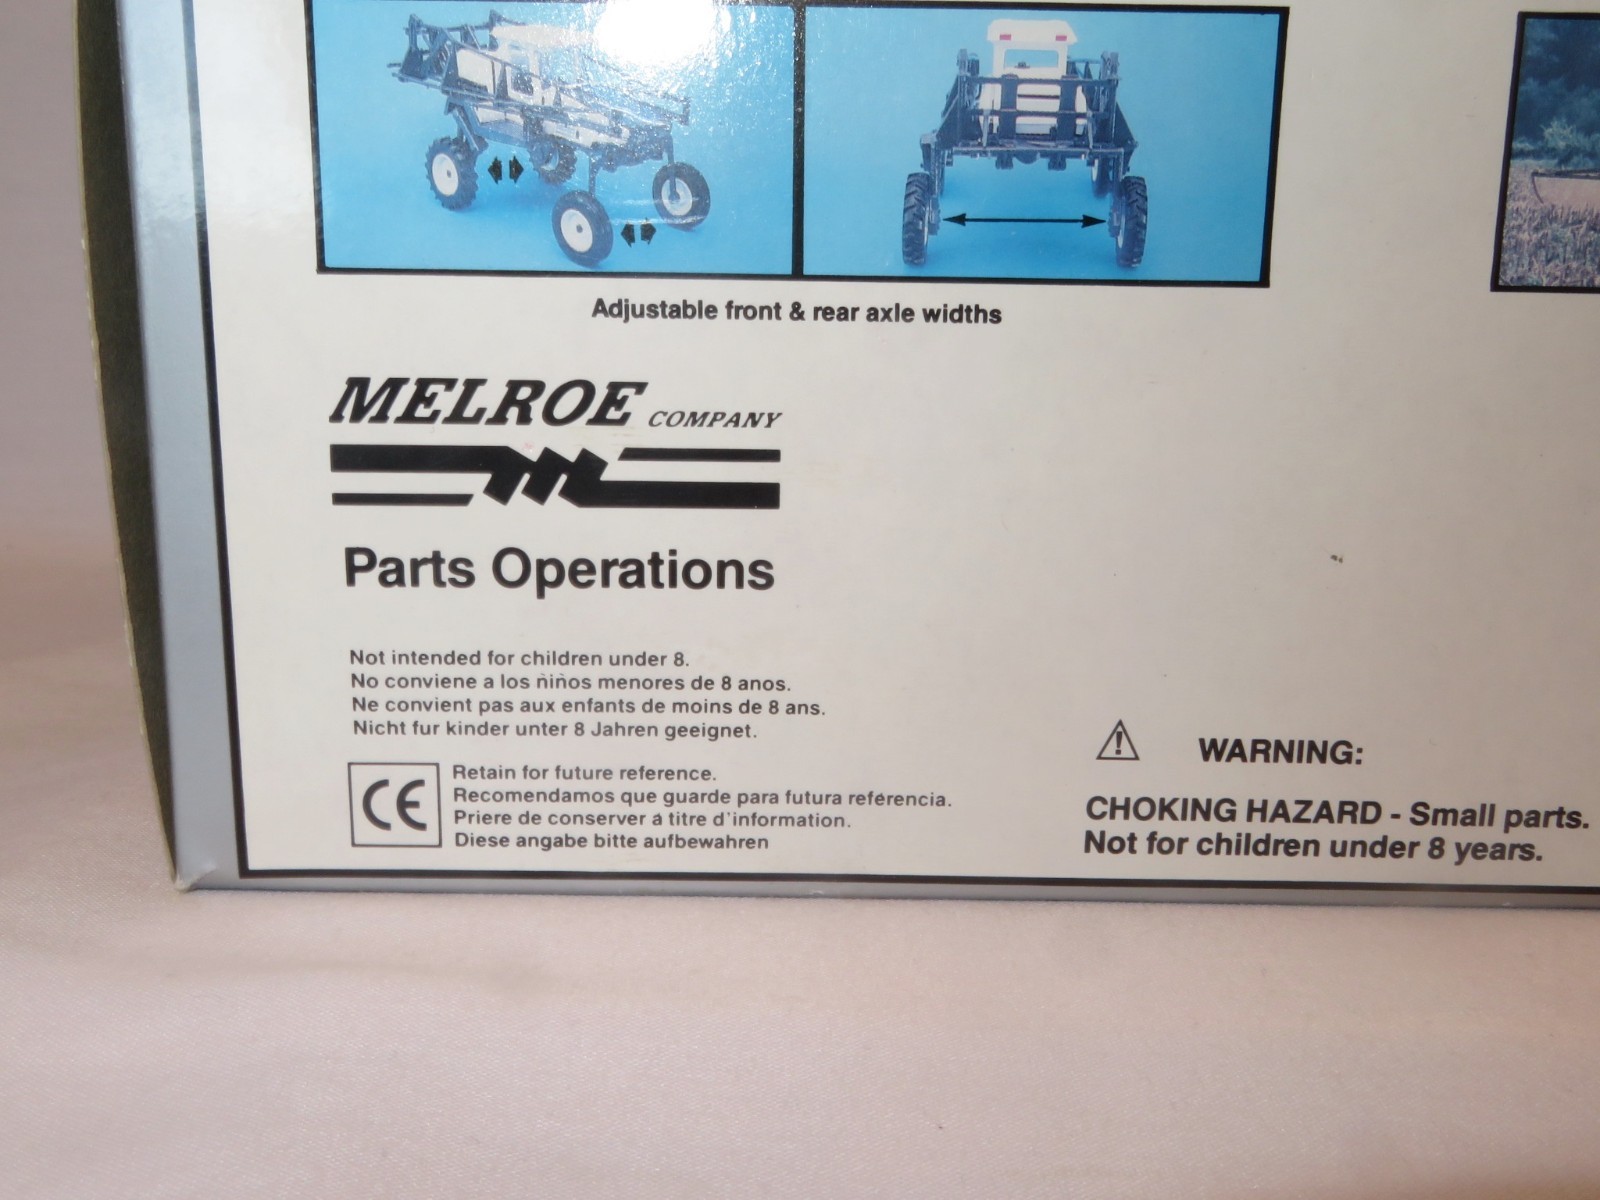 Adjustable front & rear axle widths
MELROE COMPANY
Parts Operations
Not intended for children under 8.
No conviene a los niños menores de 8 anos.
Ne convient pas aux enfants de moins de 8 ans.
Nicht fur kinder unter 8 Jahren geeignet.
CE
Retain for future reference.
Recomendamos que guarde para futura reférencia.
Priere de conserver á titre d'information.
Diese angabe bitte aufbewahren
WARNING:
CHOKING HAZARD - Small parts.
Not for children under 8 years.